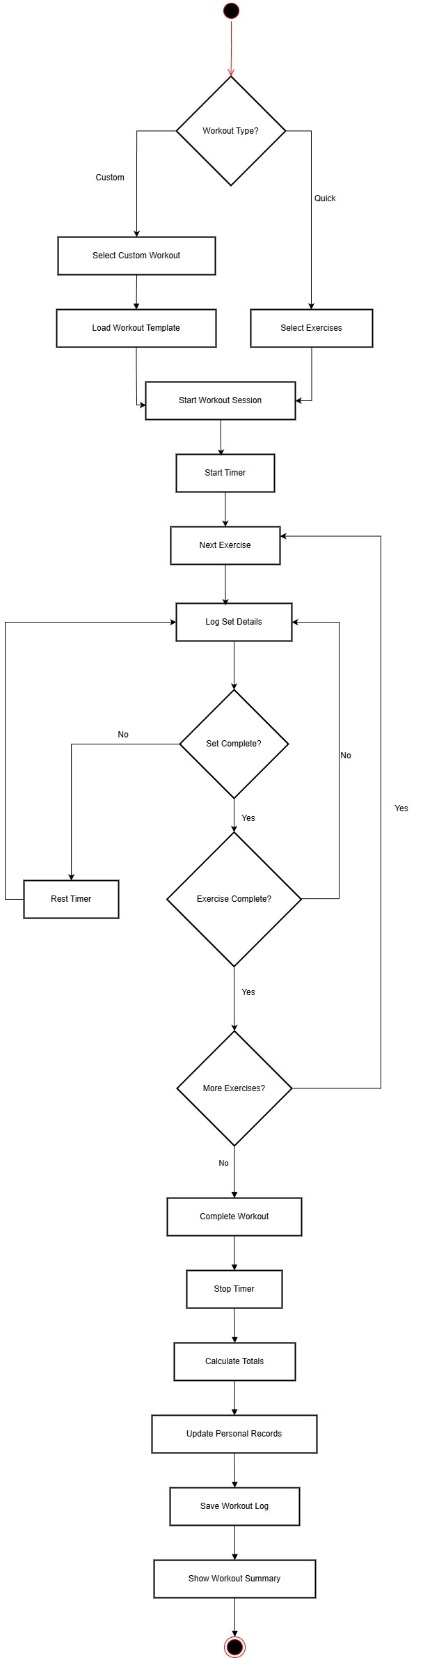 Workout Type?
Custom
Quick
Select Custom Workout
Load Workout Template
Select Exercises
Start Workout Session
Start Timer
Next Exercise
Log Set Details
No
Set Complete?
No
Yes
Yes
Rest Timer
Exercise Complete?
Yes
More Exercises?
No
Complete Workout
Stop Timer
Calculate Totals
Update Personal Records
Save Workout Log
Show Workout Summary